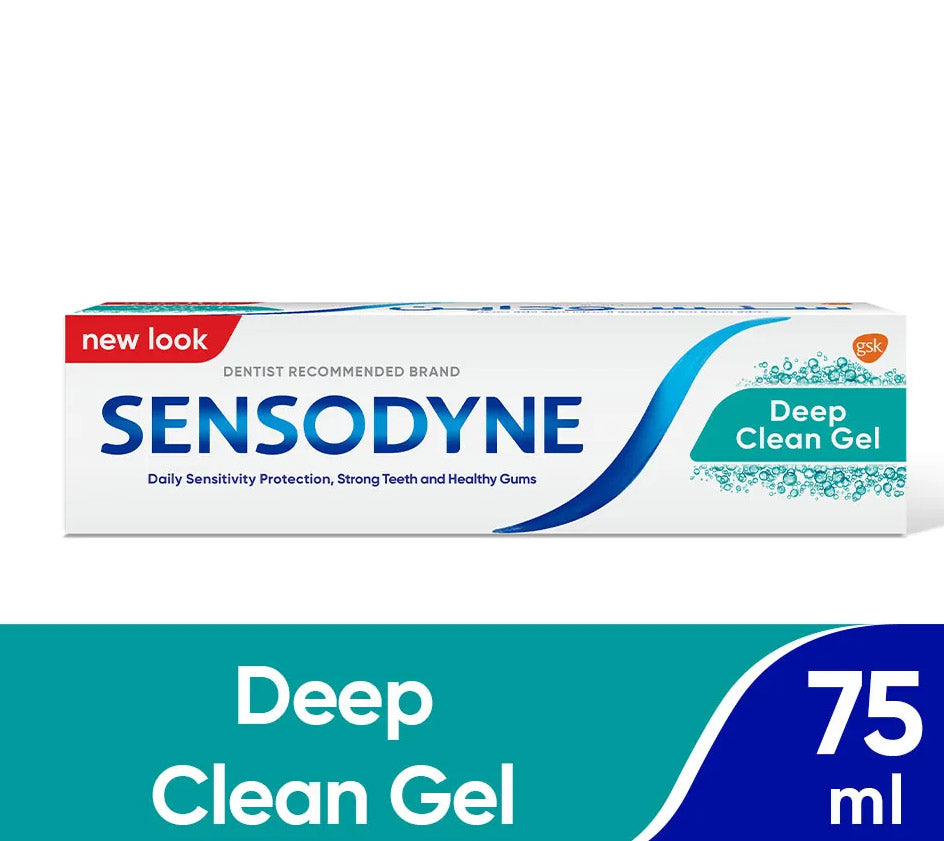 new look
gsk
DENTIST RECOMMENDED BRAND
SENSODYNE
Daily Sensitivity Protection, Strong Teeth and Healthy Gums
Deep
Clean Gel
Deep
Clean Gel
75
ml